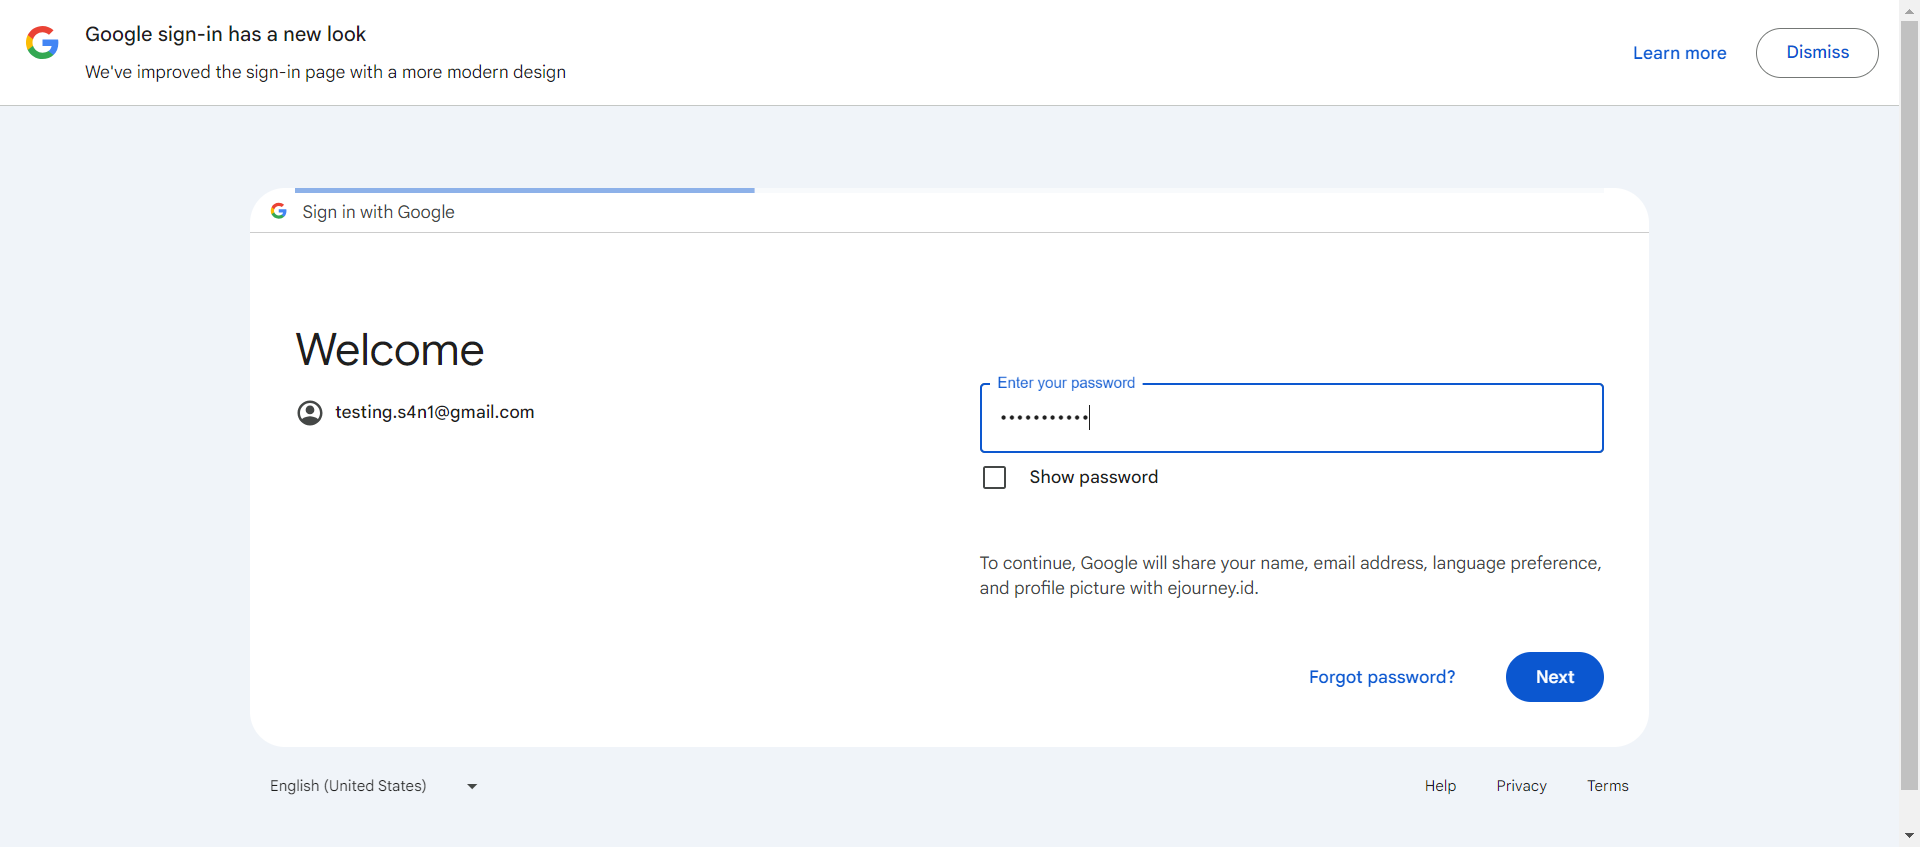 Google sign-in has a new look
We've improved the sign-in page with a more modern design
Learn more
Dismiss
Sign in with Google
Welcome
testing.s4n1@gmail.com
Enter your password
•••••••••••
Show password
To continue, Google will share your name, email address, language preference,
and profile picture with ejourney.id.
Forgot password?
Next
English (United States)
Help
Privacy
Terms